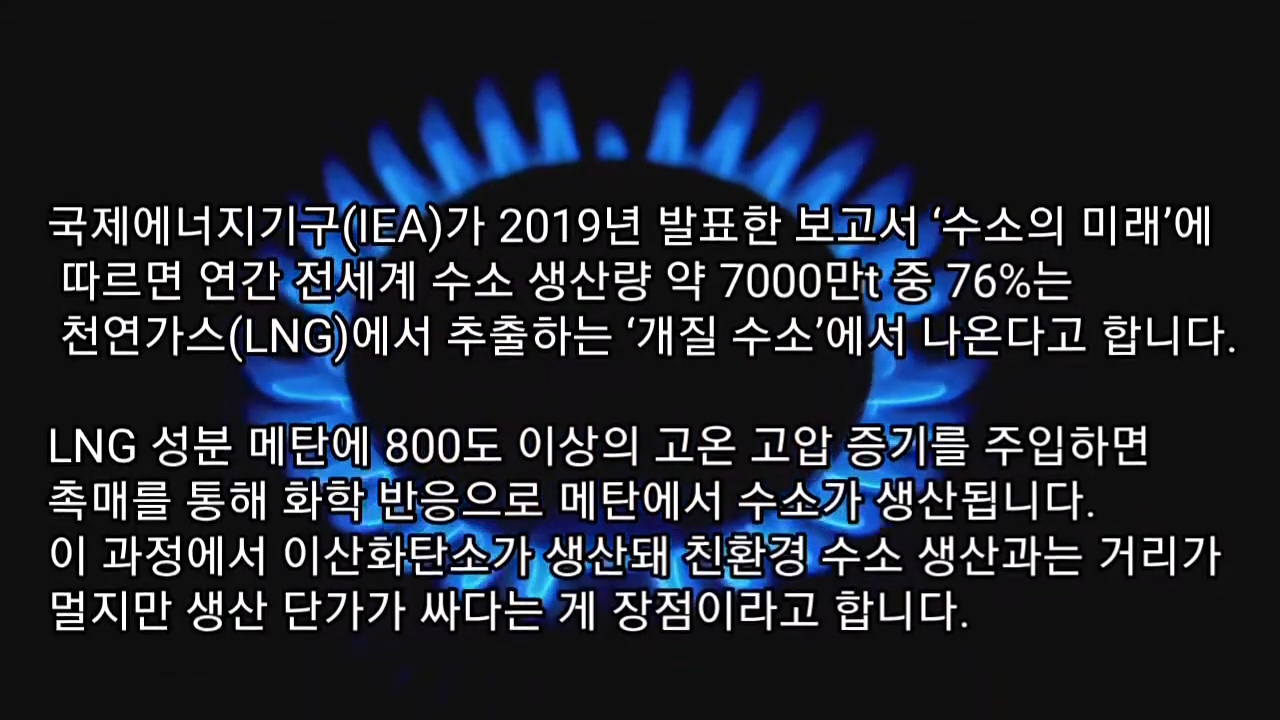 국제에너지기구(IEA)가 2019년 발표한 보고서 ‘수소의 미래’에
따르면 연간 전세계 수소 생산량 약 7000만t 중 76%는
천연가스(LNG)에서 추출하는 ‘개질 수소’에서 나온다고 합니다.
LNG 성분 메탄에 800도 이상의 고온 고압 증기를 주입하면
촉매를 통해 화학 반응으로 메탄에서 수소가 생산됩니다.
이 과정에서 이산화탄소가 생산돼 친환경 수소 생산과는 거리가
멀지만 생산 단가가 싸다는 게 장점이라고 합니다.